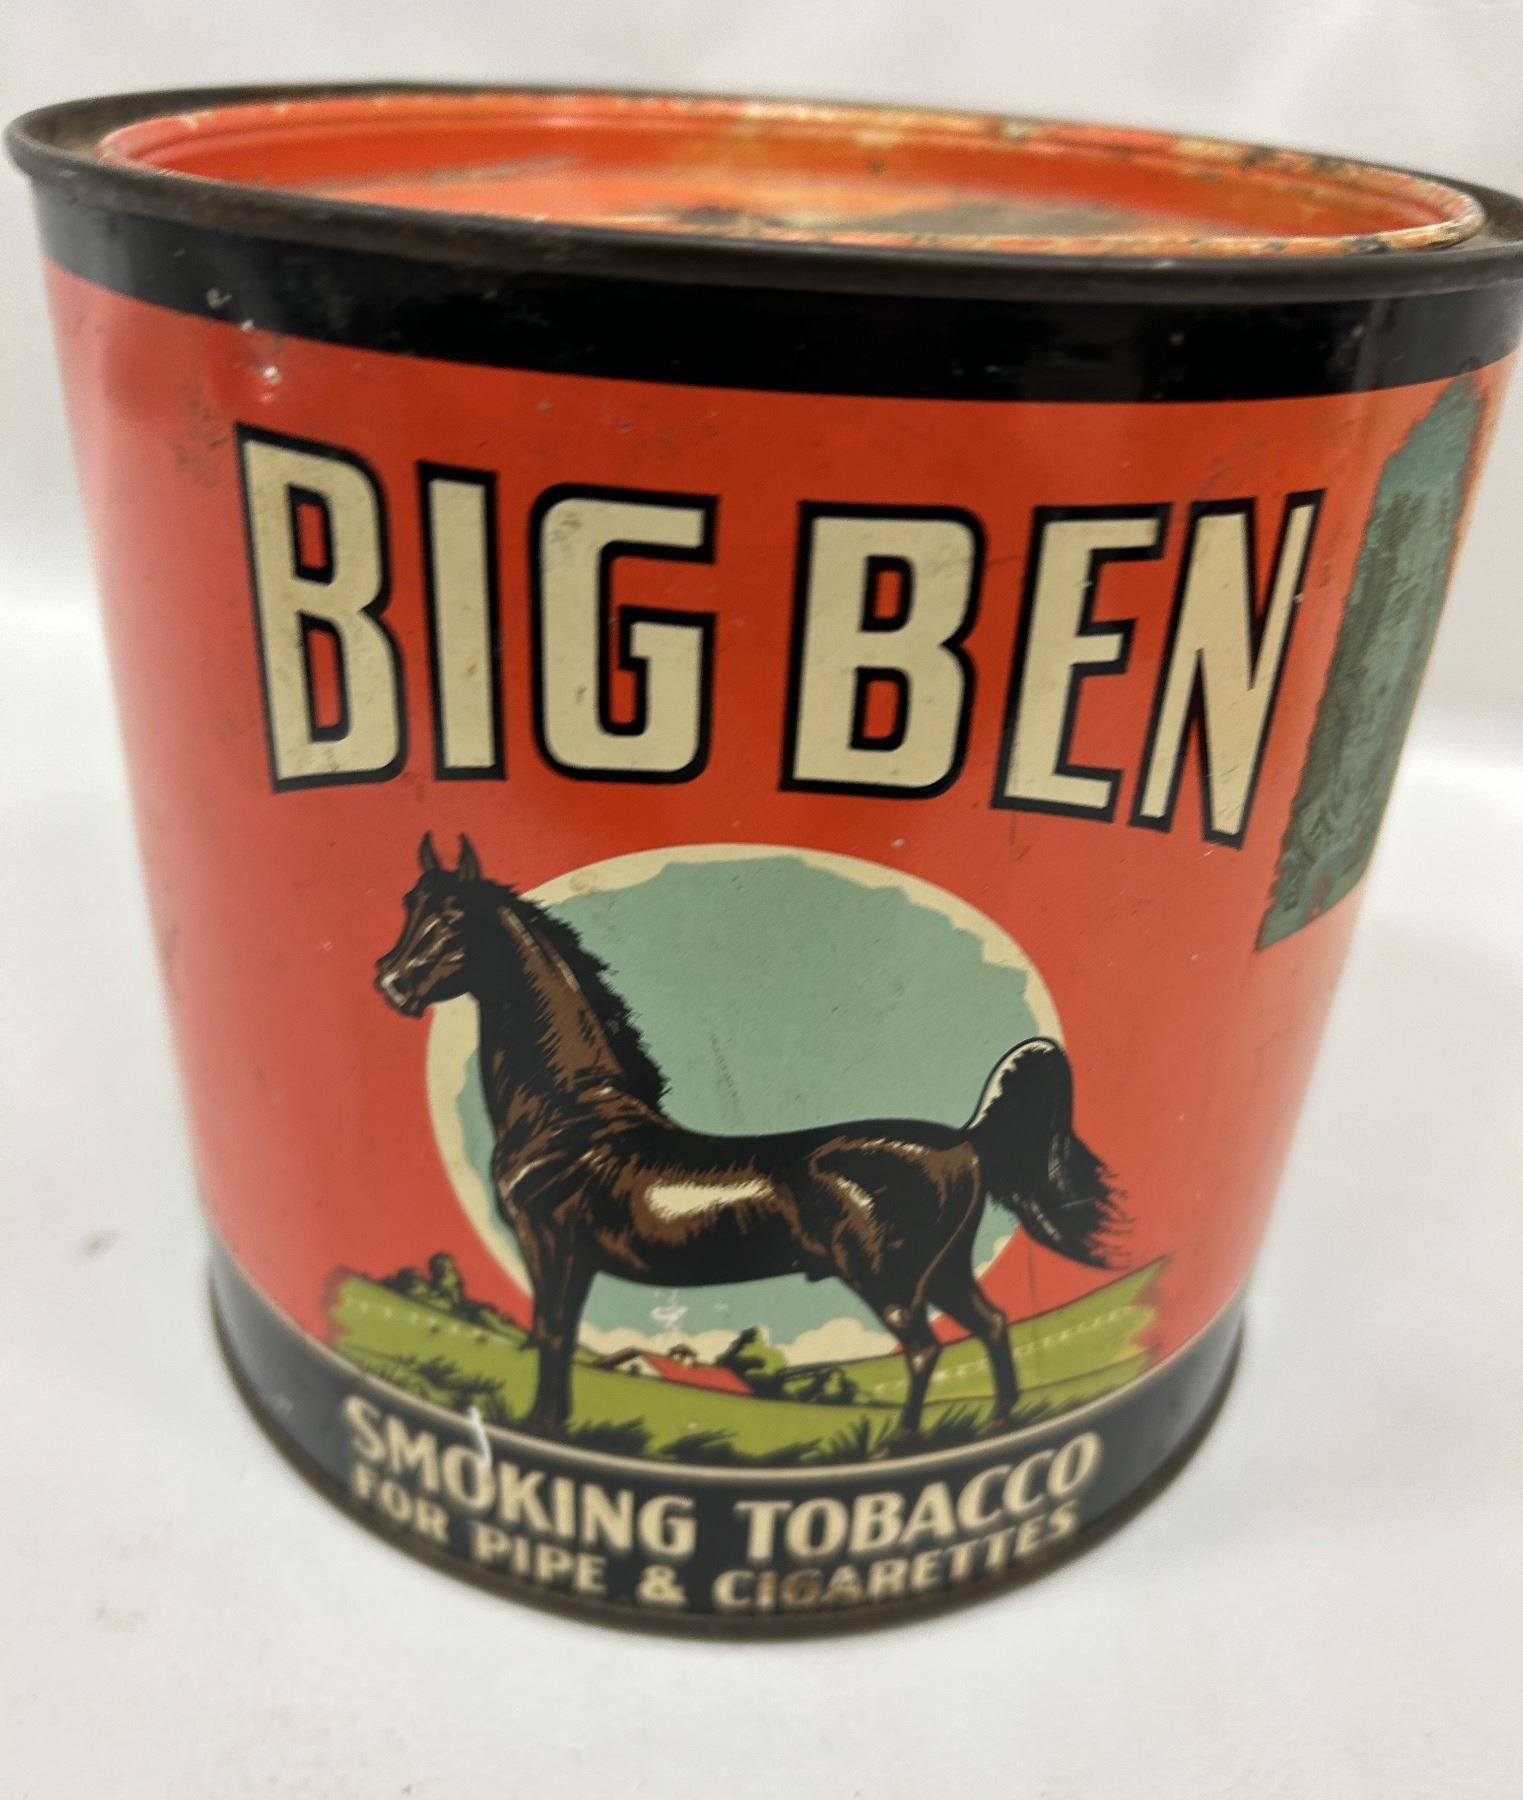 BIG BEN
SMOKING TOBACCO
FOR PIPE & CIGARETTES